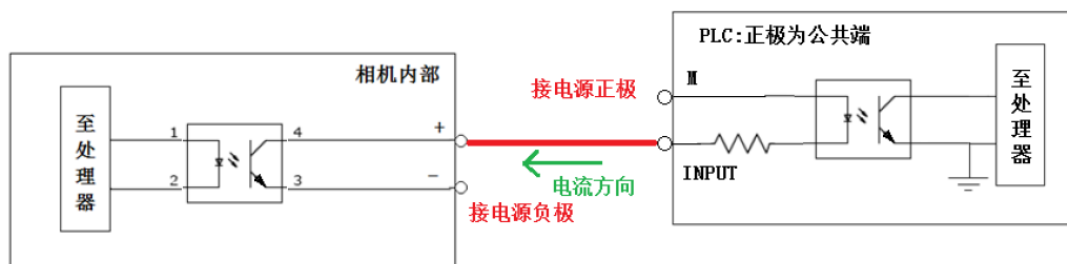 相机内部
至处理器
1
2
4
3
+
−
接电源负极
电流方向
PLC:正极为公共端
接电源正极
M
INPUT
至处理器